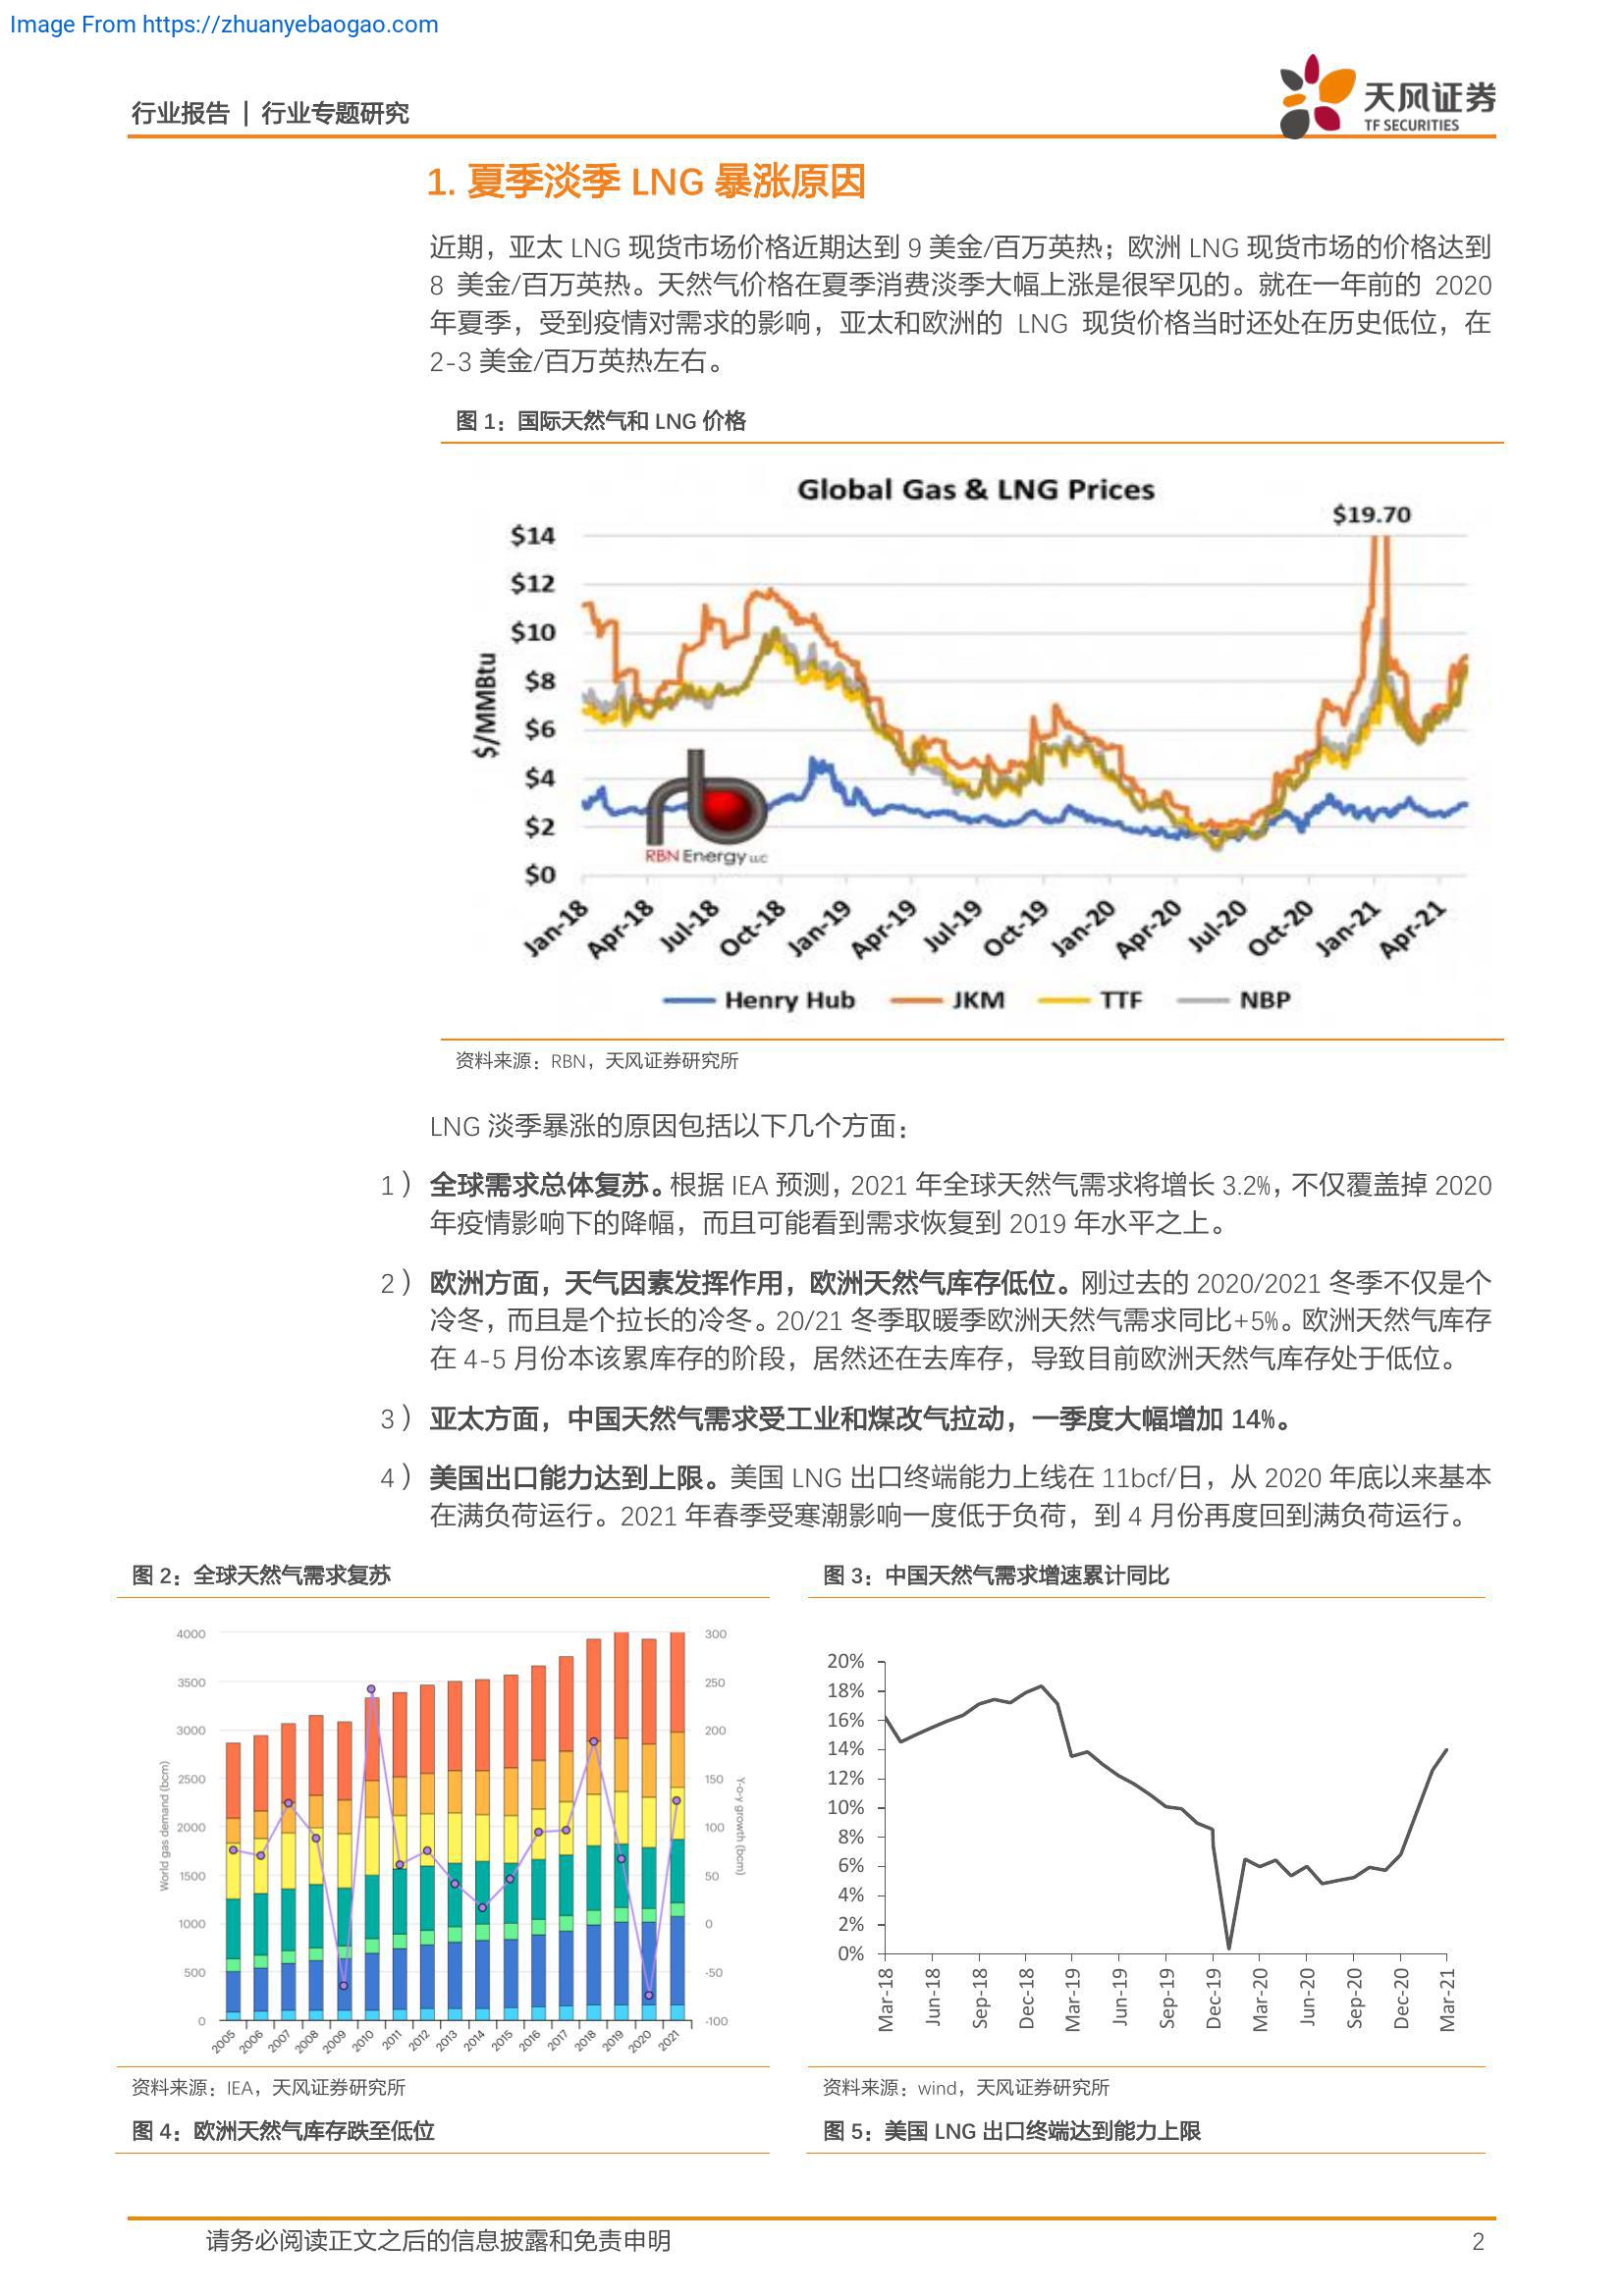 Image From https://zhuanyebaogao.com
行业报告 | 行业专题研究
天风证券
TF SECURITIES
1. 夏季淡季 LNG 暴涨原因
近期，亚太 LNG 现货市场价格近期达到 9 美金/百万英热；欧洲 LNG 现货市场的价格达到
8 美金/百万英热。天然气价格在夏季消费淡季大幅上涨是很罕见的。就在一年前的 2020
年夏季，受到疫情对需求的影响，亚太和欧洲的 LNG 现货价格当时还处在历史低位，在
2-3 美金/百万英热左右。
图 1：国际天然气和 LNG 价格
Global Gas & LNG Prices
$19.70
$/MMBtu
$14
$12
$10
$8
$6
$4
$2
$0
RBN Energy LLC
Jan-18 Apr-18 Jul-18 Oct-18 Jan-19 Apr-19 Jul-19 Oct-19 Jan-20 Apr-20 Jul-20 Oct-20 Jan-21 Apr-21
Henry Hub JKM TTF NBP
资料来源：RBN，天风证券研究所
LNG 淡季暴涨的原因包括以下几个方面：
1） 全球需求总体复苏。根据 IEA 预测，2021 年全球天然气需求将增长 3.2%，不仅覆盖掉 2020
年疫情影响下的降幅，而且可能看到需求恢复到 2019 年水平之上。
2） 欧洲方面，天气因素发挥作用，欧洲天然气库存低位。刚过去的 2020/2021 冬季不仅是个
冷冬，而且是个拉长的冷冬。20/21 冬季取暖季欧洲天然气需求同比+5%。欧洲天然气库存
在 4-5 月份本该累库存的阶段，居然还在去库存，导致目前欧洲天然气库存处于低位。
3） 亚太方面，中国天然气需求受工业和煤改气拉动，一季度大幅增加 14%。
4） 美国出口能力达到上限。美国 LNG 出口终端能力上线在 11bcf/日，从 2020 年底以来基本
在满负荷运行。2021 年春季受寒潮影响一度低于负荷，到 4 月份再度回到满负荷运行。
图 2：全球天然气需求复苏
World gas demand (bcm)
4000
3500
3000
2500
2000
1500
1000
500
0
300
250
200
150
100
50
0
-50
-100
Y-o-y growth (bcm)
2005 2006 2007 2008 2009 2010 2011 2012 2013 2014 2015 2016 2017 2018 2019 2020 2021
资料来源：IEA，天风证券研究所
图 3：中国天然气需求增速累计同比
20%
18%
16%
14%
12%
10%
8%
6%
4%
2%
0%
Mar-18 Jun-18 Sep-18 Dec-18 Mar-19 Jun-19 Sep-19 Dec-19 Mar-20 Jun-20 Sep-20 Dec-20 Mar-21
资料来源：wind，天风证券研究所
图 4：欧洲天然气库存跌至低位
图 5：美国 LNG 出口终端达到能力上限
请务必阅读正文之后的信息披露和免责申明
2